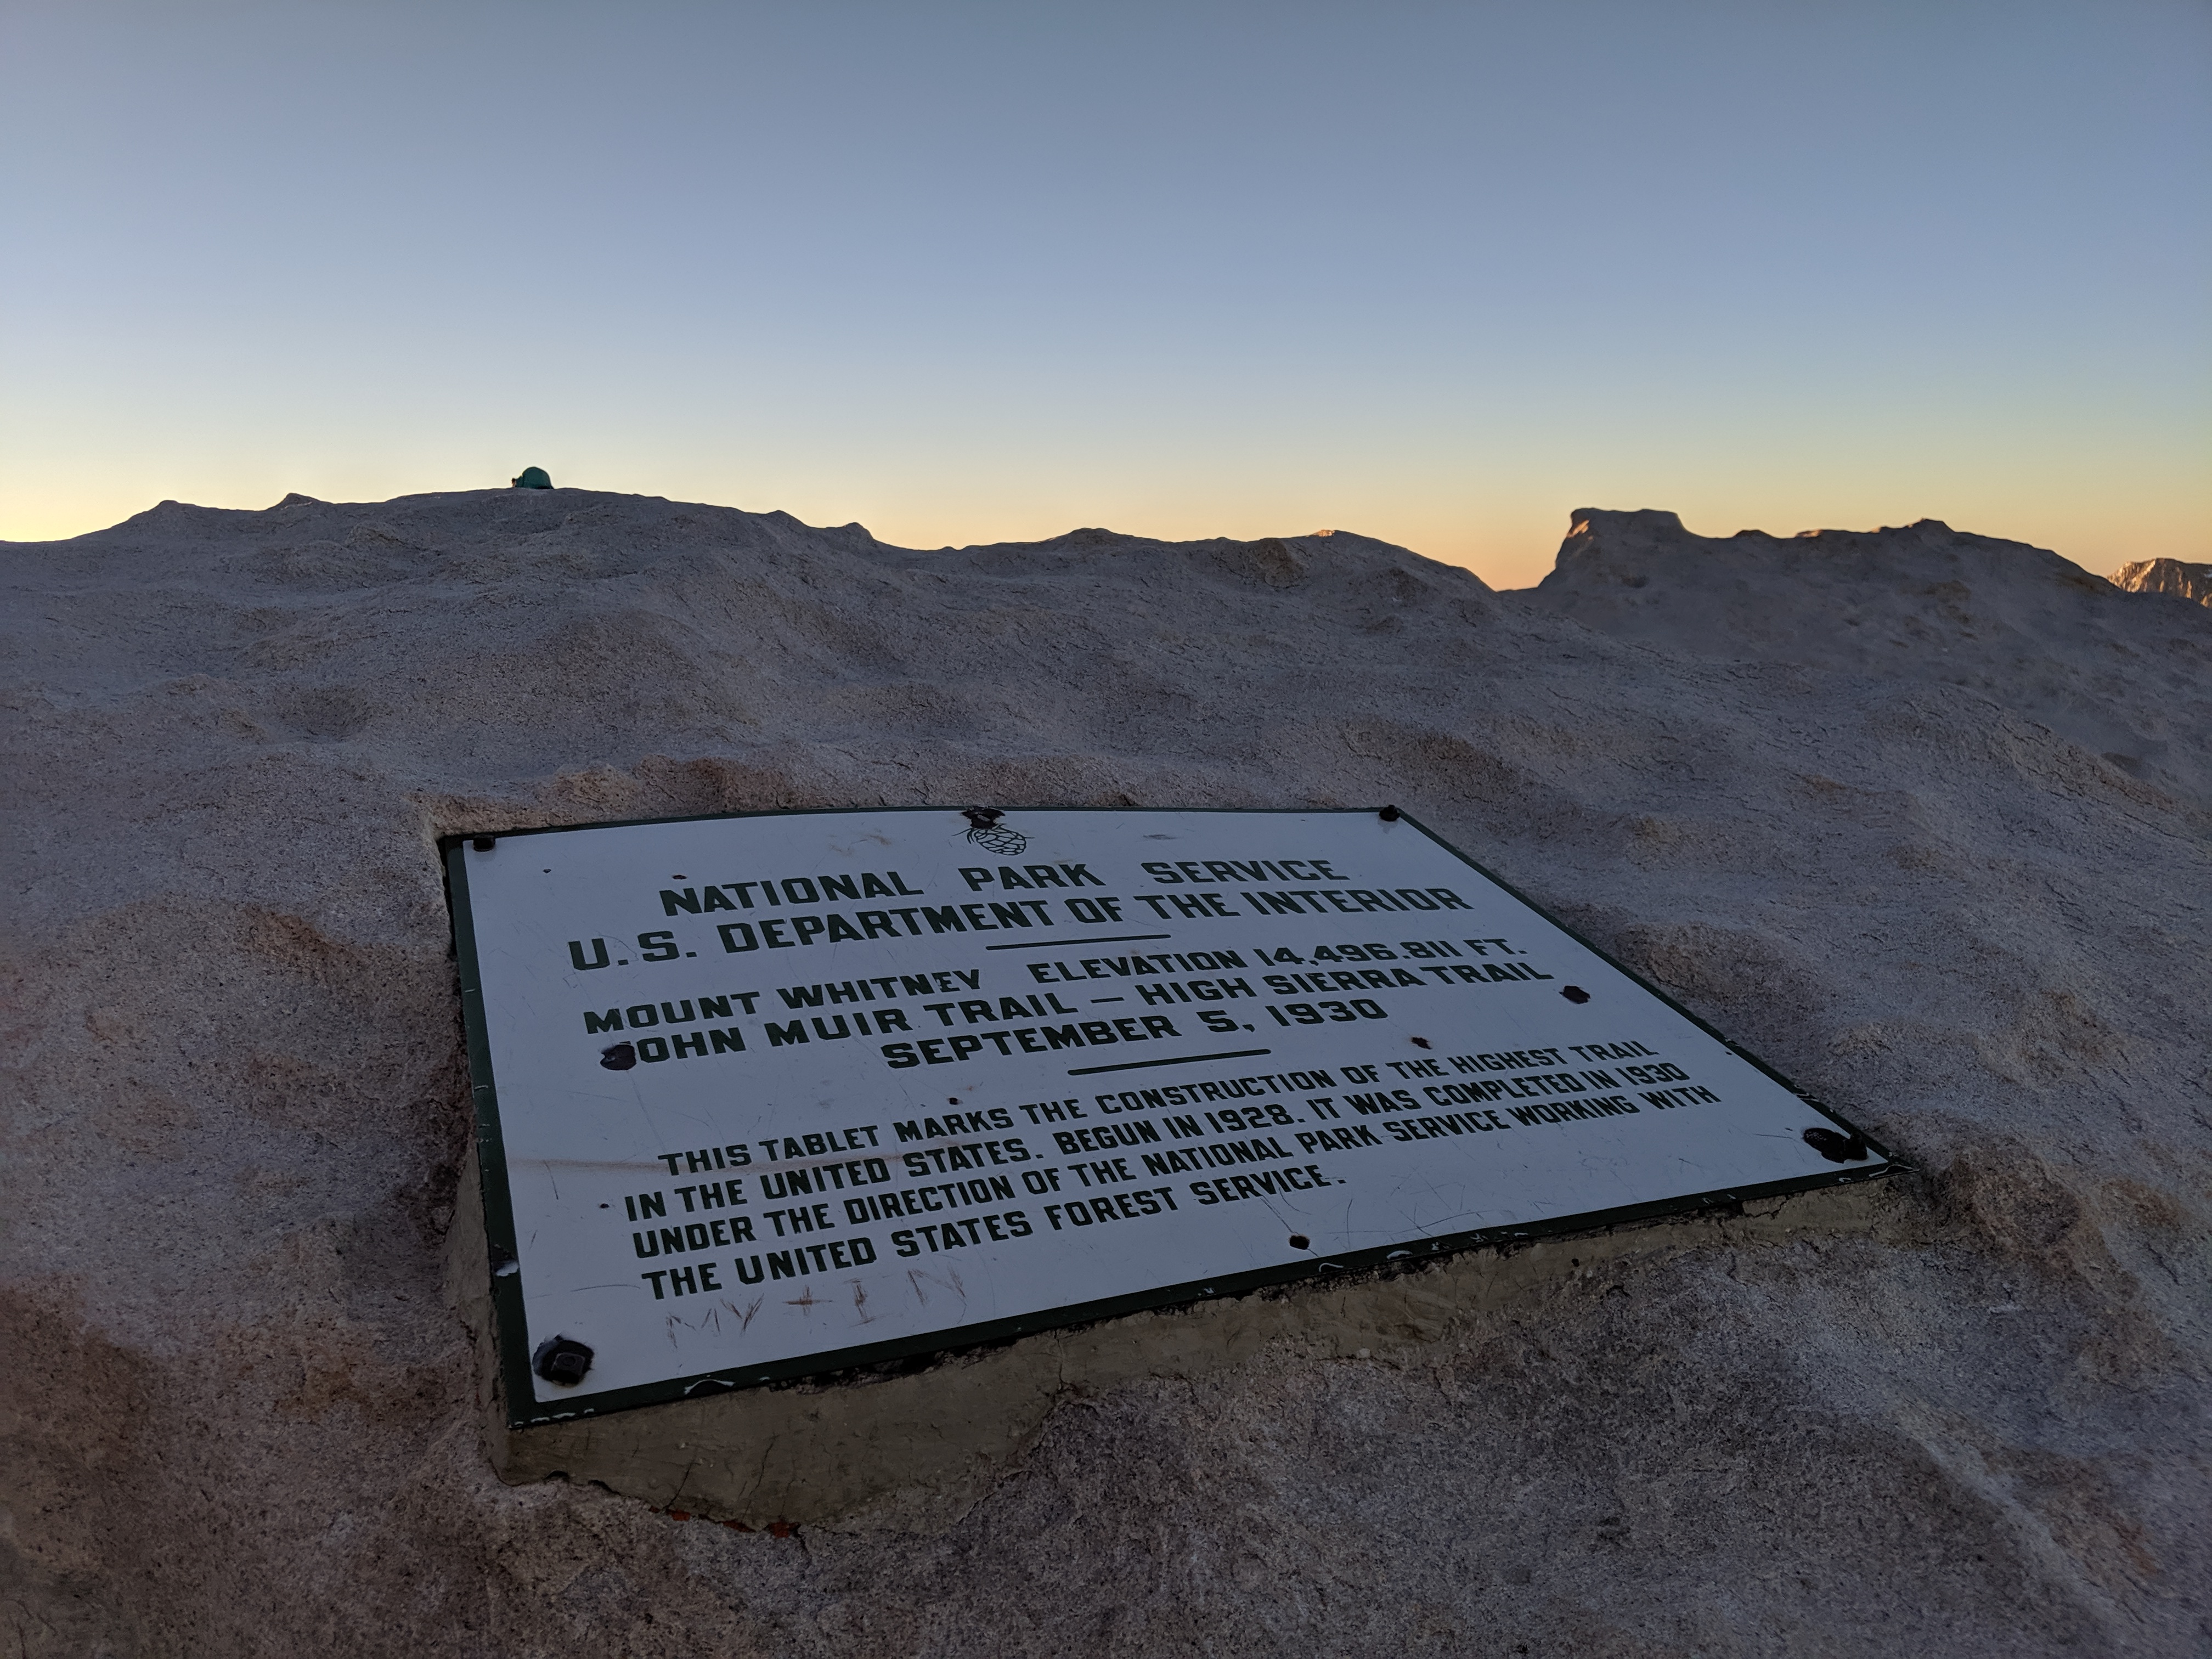 NATIONAL PARK SERVICE
U.S. DEPARTMENT OF THE INTERIOR
MOUNT WHITNEY ELEVATION 14,496.811 FT.
JOHN MUIR TRAIL – HIGH SIERRA TRAIL
SEPTEMBER 5, 1930
THIS TABLET MARKS THE CONSTRUCTION OF THE HIGHEST TRAIL
IN THE UNITED STATES. BEGUN IN 1928. IT WAS COMPLETED IN 1930
UNDER THE DIRECTION OF THE NATIONAL PARK SERVICE WORKING WITH
THE UNITED STATES FOREST SERVICE.